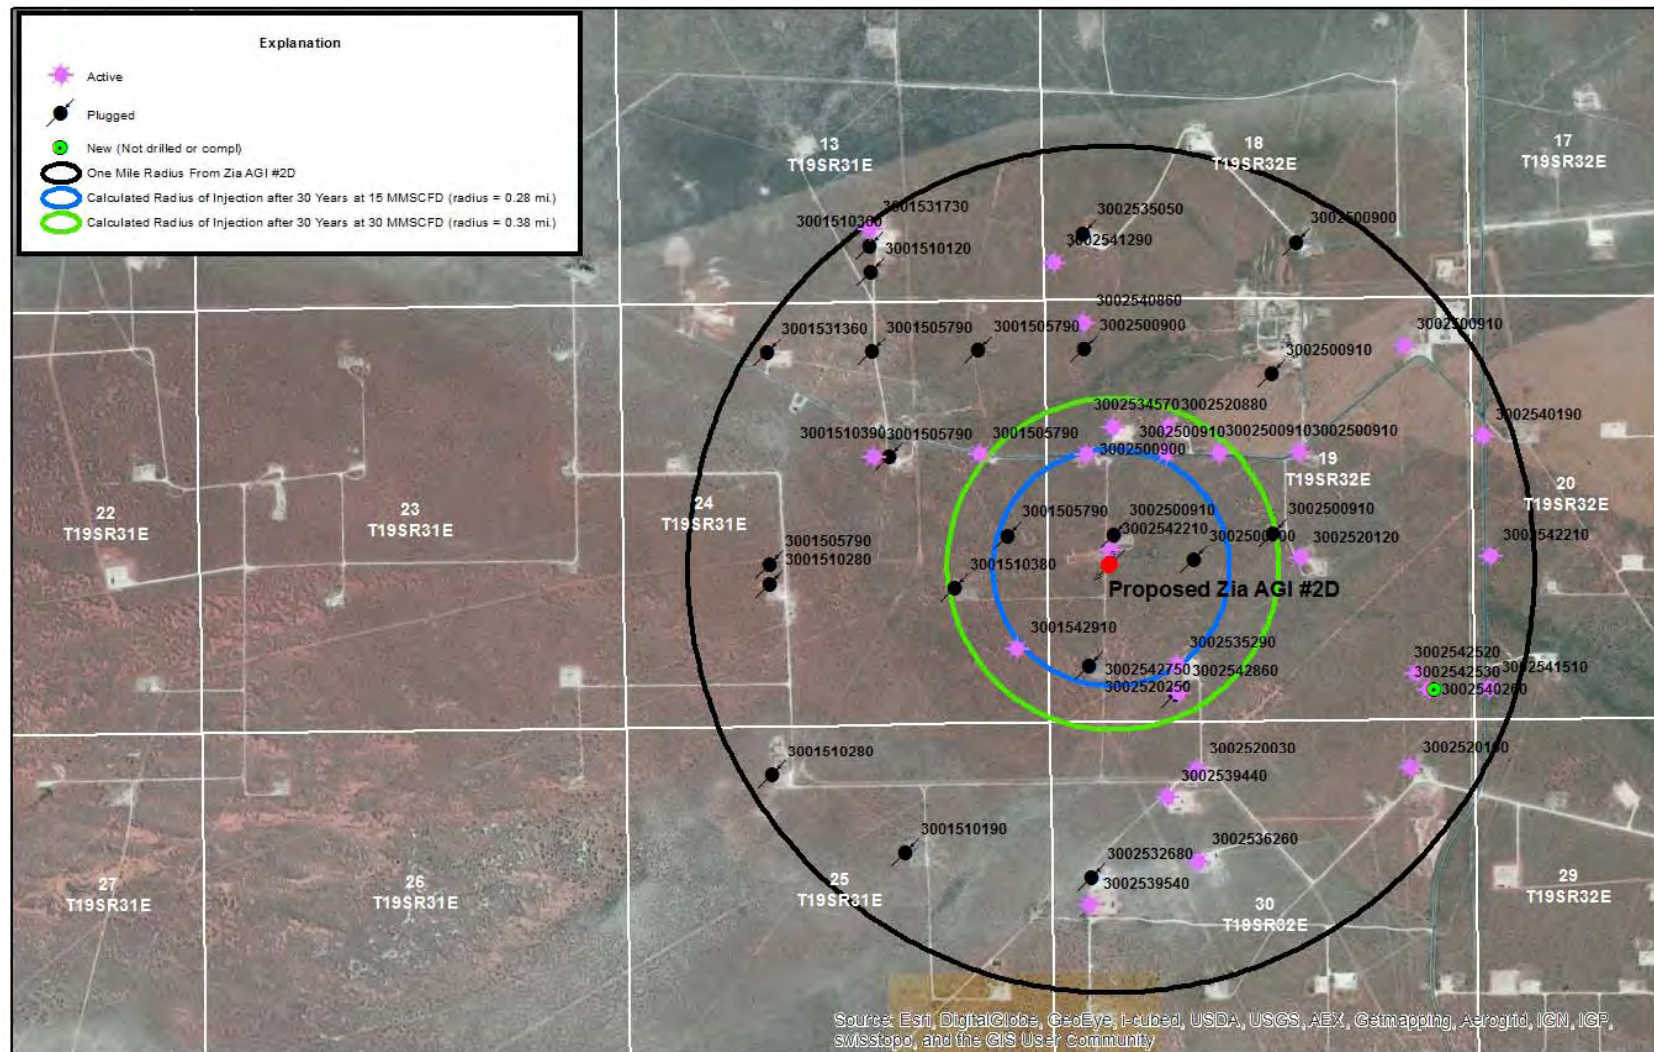 Explanation
Active
Plugged
New (Not drilled or compl)
One Mile Radius From Zia AGI #2D
Calculated Radius of Injection after 30 Years at 15 MMSCFD (radius = 0.28 mi.)
Calculated Radius of Injection after 30 Years at 30 MMSCFD (radius = 0.38 mi.)
13
T19SR31E
18
T19SR32E
17
T19SR32E
3001531730
3001510360
3001510120
3002535050
3002541290
3002500900
3002540860
3001531360
3001505790
3001505790
3002500900
3002500910
3002500910
3002534570
3002520880
3002540190
3001510390
3001505790
3001505790
3002500910
3002500910
3002500910
3002500900
19
T19SR32E
20
T19SR32E
22
T19SR31E
23
T19SR31E
24
T19SR31E
3001505790
3002500910
3002500910
3002542210
3002520120
3002542210
3001505790
3001510280
3001510380
Proposed Zia AGI #2D
3001542910
3002535290
3002542750
3002542860
3002520250
3002542520
3002542530
3002541510
3002540260
3001510280
3002520030
3002539440
3001510190
3002536260
3002532680
3002539540
27
T19SR31E
26
T19SR31E
25
T19SR31E
30
T19SR32E
29
T19SR32E
Source: Esri, DigitalGlobe, GeoEye, i-cubed, USDA, USGS, AEX, Getmapping, Aerogrid, IGN, IGP,
swisstopo, and the GIS User Community